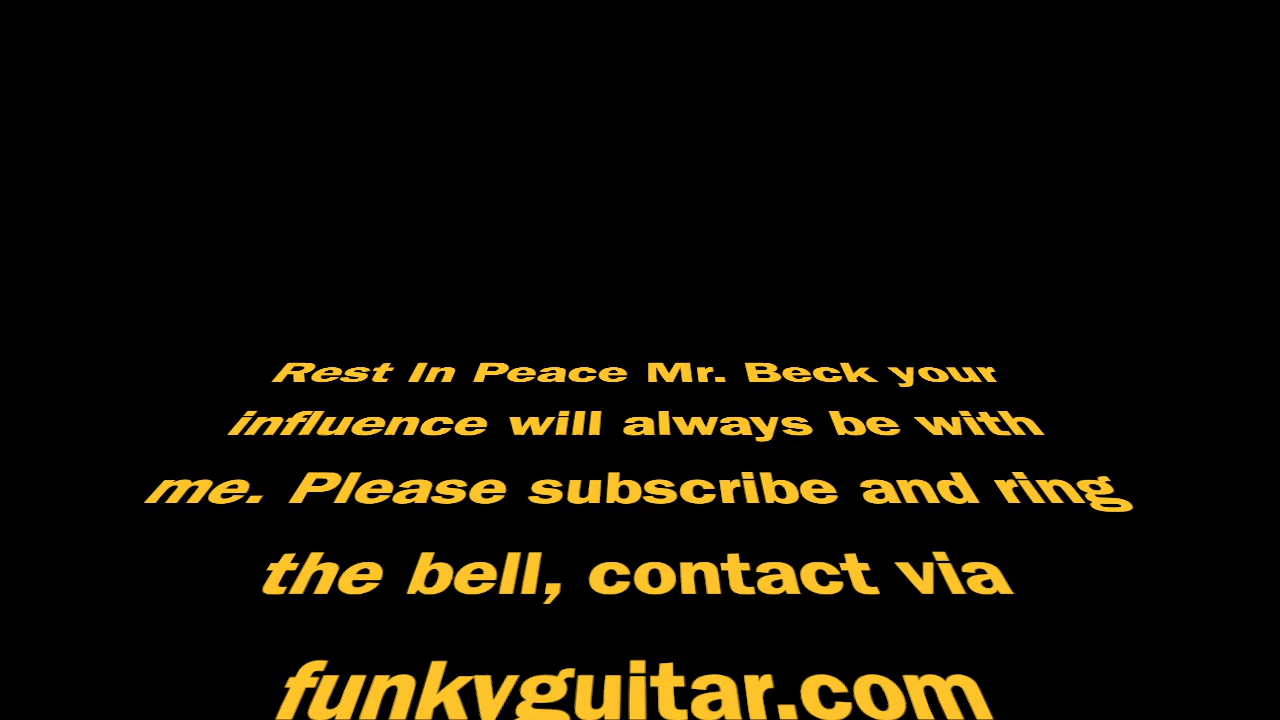 Rest In Peace Mr. Beck your
influence will always be with
me. Please subscribe and ring
the bell, contact via
funkyguitar.com